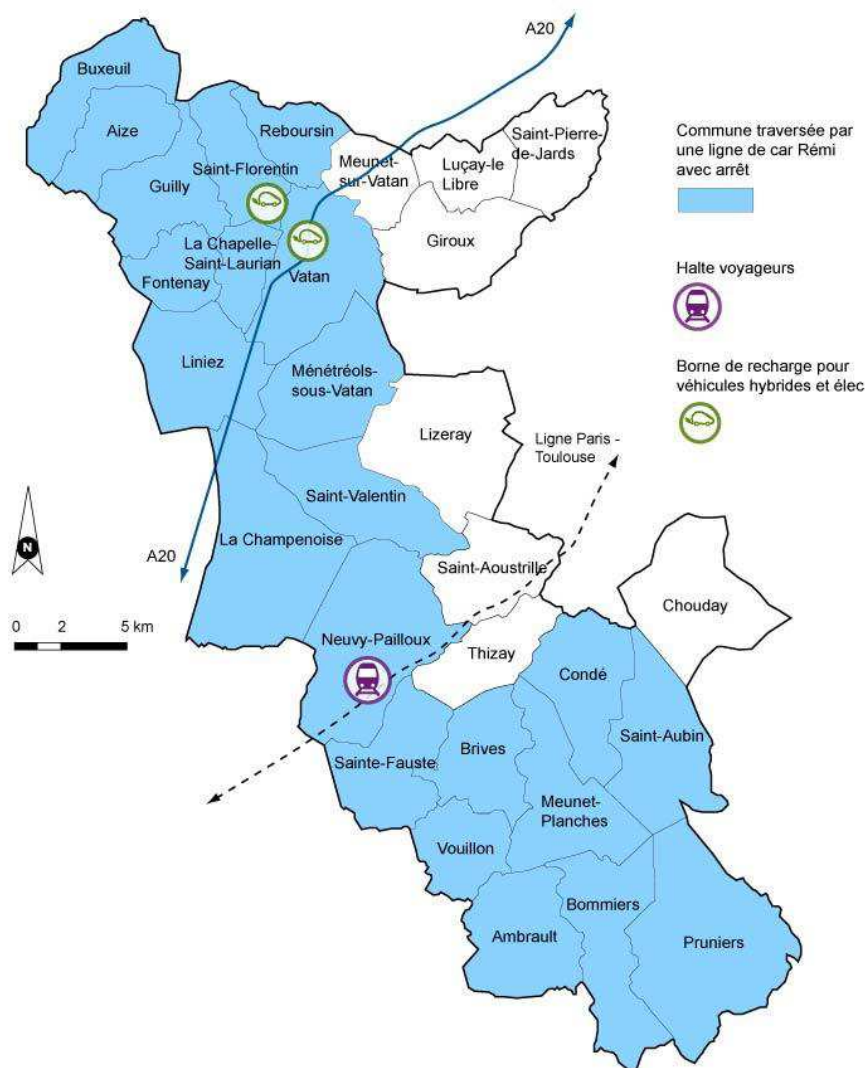 A20
Buxeuil
Aize
Reboursin
Saint-Florentin
Guilly
Meunet-
sur-Vatan
Luçay-le
Libre
Saint-Pierre-
de-Jards
Giroux
La Chapelle-
Saint-Laurian
Fontenay
Vatan
Liniez
Ménétréols-
sous-Vatan
Lizeray
Ligne Paris -
Toulouse
Saint-Valentin
La Champenoise
A20
Saint-Aoustrille
Chouday
Neuvy-Pailloux
Thizay
Condé
Saint-Aubin
Sainte-Fauste
Brives
Meunet-
Planches
Vouillon
Bommiers
Ambrault
Pruniers
N
0 2 5 km
Commune traversée par
une ligne de car Rémi
avec arrêt
Halte voyageurs
Borne de recharge pour
véhicules hybrides et élec